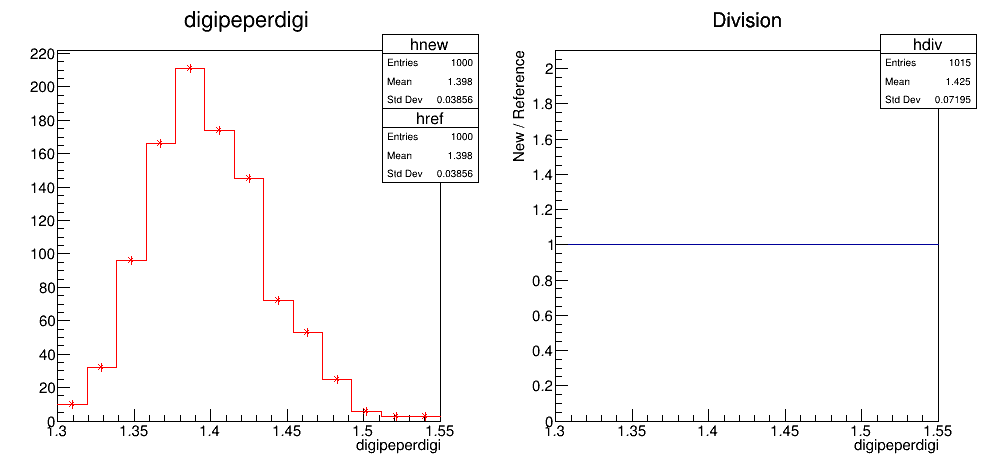 digipeperdigi
hnew
Entries 1000
Mean 1.398
Std Dev 0.03856
href
Entries 1000
Mean 1.398
Std Dev 0.03856
220
200
180
160
140
120
100
80
60
40
20
0
1.3 1.35 1.4 1.45 1.5 1.55
digipeperdigi
Division
hdiv
Entries 1015
Mean 1.425
Std Dev 0.07195
New / Reference
2
1.8
1.6
1.4
1.2
1
0.8
0.6
0.4
0.2
0
1.3 1.35 1.4 1.45 1.5 1.55
digipeperdigi